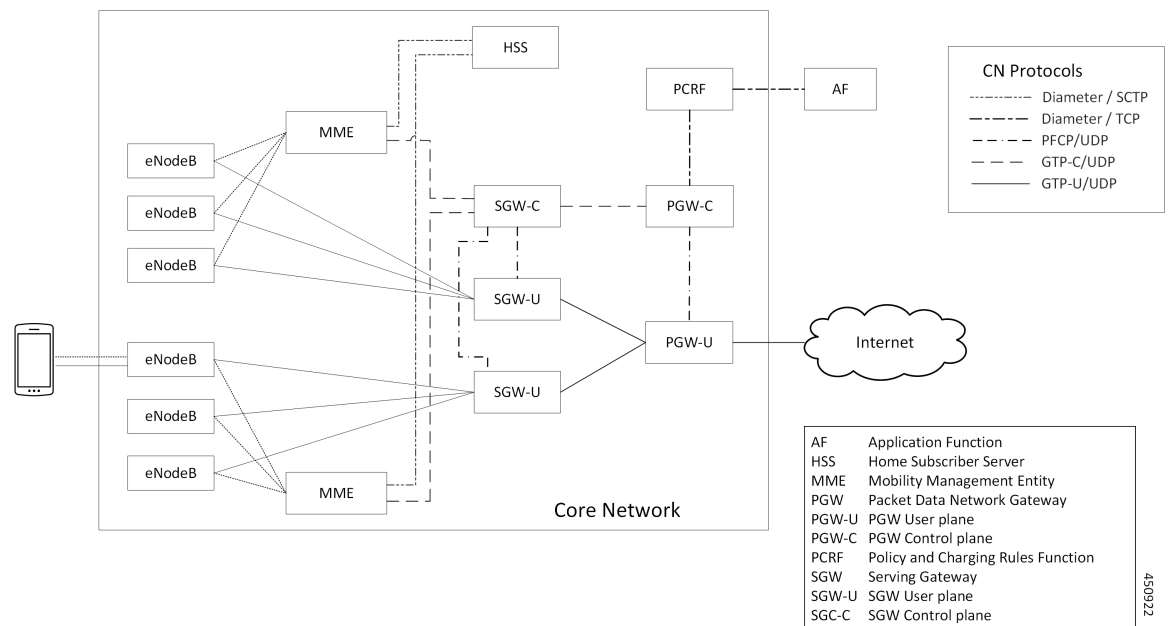 HSS
PCRF
AF
MME
eNodeB
eNodeB
eNodeB
SGW-C
PGW-C
SGW-U
eNodeB
eNodeB
eNodeB
SGW-U
PGW-U
Internet
MME
Core Network
CN Protocols
Diameter / SCTP
Diameter / TCP
PFCP/UDP
GTP-C/UDP
GTP-U/UDP
AF Application Function
HSS Home Subscriber Server
MME Mobility Management Entity
PGW Packet Data Network Gateway
PGW-U PGW User plane
PGW-C PGW Control plane
PCRF Policy and Charging Rules Function
SGW Serving Gateway
SGW-U SGW User plane
SGC-C SGW Control plane
450922